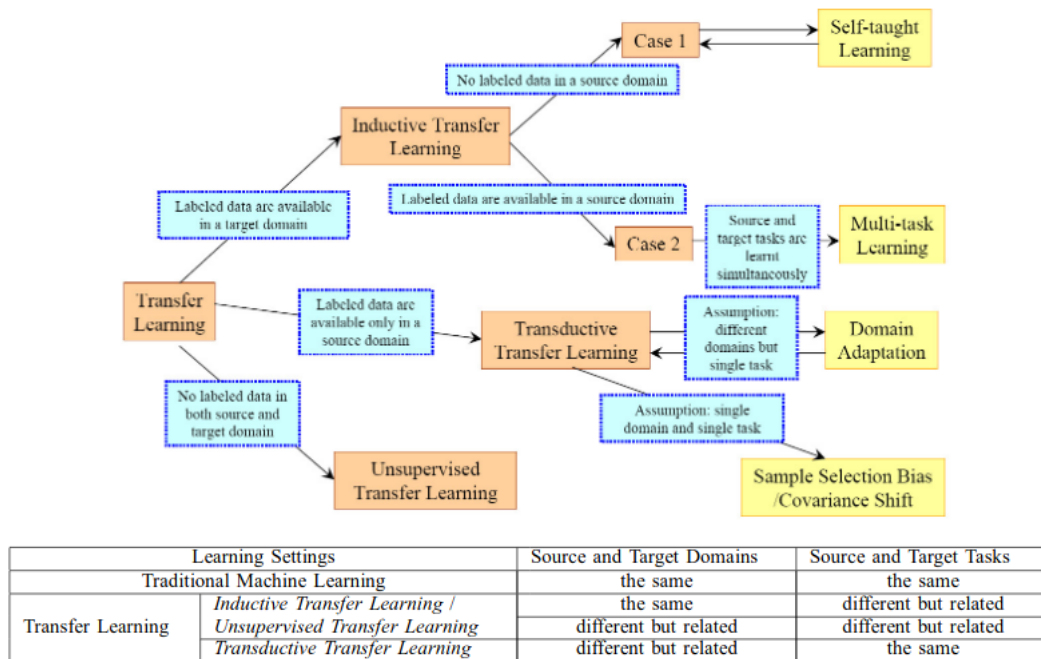 Case 1
Self-taught
Learning
No labeled data in a source domain
Inductive Transfer
Learning
Labeled data are available
in a target domain
Labeled data are available in a source domain
Case 2
Source and
target tasks are
learnt
simultaneously
Multi-task
Learning
Transfer
Learning
Labeled data are
available only in a
source domain
Transductive
Transfer Learning
Assumption:
different
domains but
single task
Domain
Adaptation
No labeled data in
both source and
target domain
Assumption: single
domain and single task
Unsupervised
Transfer Learning
Sample Selection Bias
/Covariance Shift
Learning Settings Source and Target Domains Source and Target Tasks
Traditional Machine Learning the same the same
Inductive Transfer Learning / the same different but related
Transfer Learning Unsupervised Transfer Learning different but related different but related
Transductive Transfer Learning different but related the same